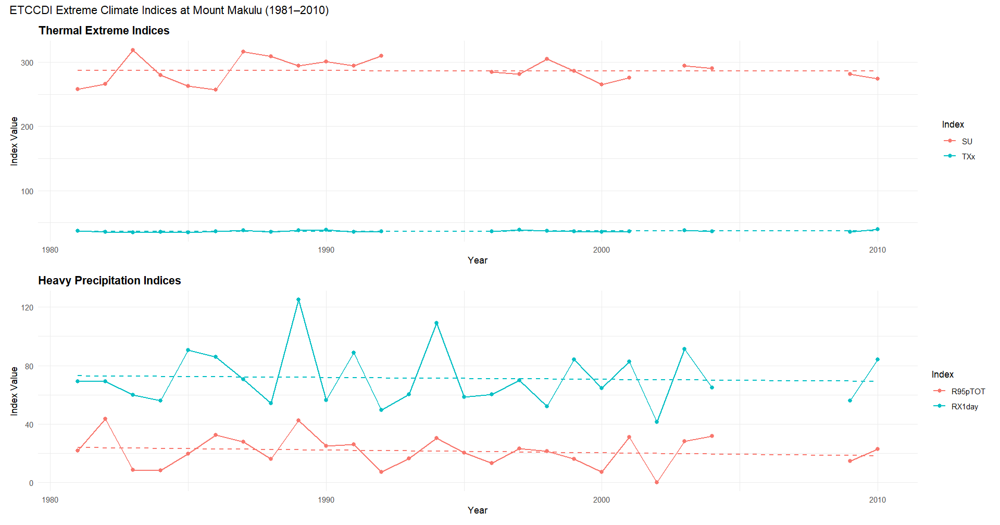 ETCCDI Extreme Climate Indices at Mount Makulu (1981–2010)
Thermal Extreme Indices
300
200
100
Index Value
1980 1990 2000 2010
Year
Index
SU
TXx
Heavy Precipitation Indices
120
80
40
0
Index Value
1980 1990 2000 2010
Year
Index
R95pTOT
RX1day